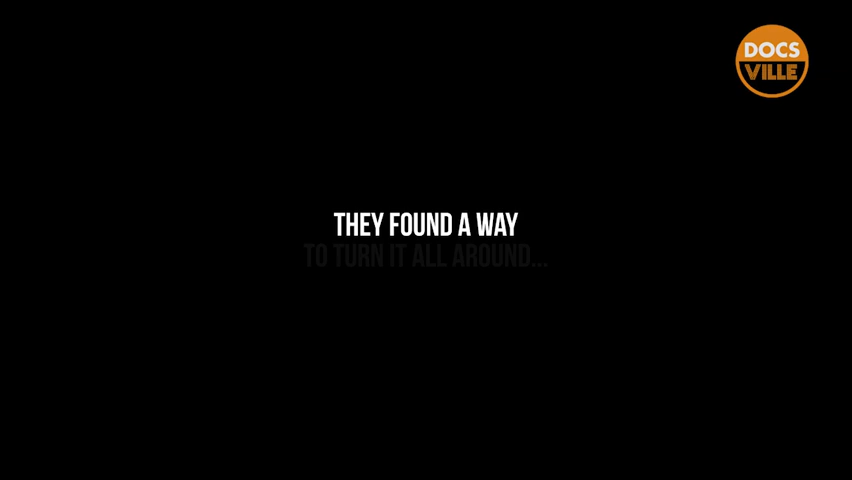 DOCS
VILLE
THEY FOUND A WAY
TO TURN IT ALL AROUND...